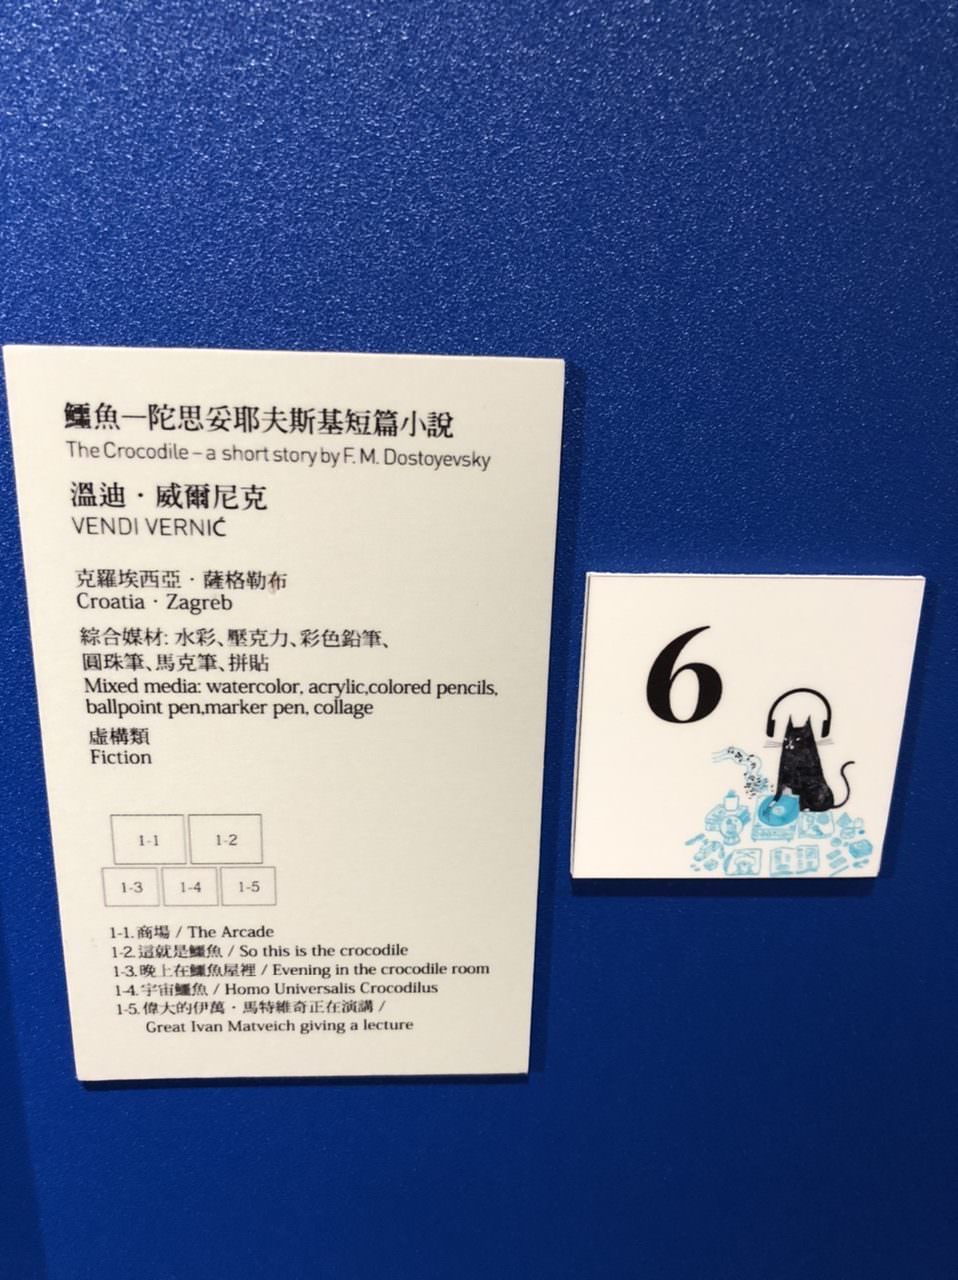 鱷魚—陀思妥耶夫斯基短篇小說
The Crocodile – a short story by F. M. Dostoyevsky
溫迪・威爾尼克
VENDI VERNIĆ
克羅埃西亞・薩格勒布
Croatia・Zagreb
綜合媒材: 水彩、壓克力、彩色鉛筆、
圓珠筆、馬克筆、拼貼
Mixed media: watercolor, acrylic,colored pencils,
ballpoint pen,marker pen, collage
虛構類
Fiction
1-1 1-2
1-3 1-4 1-5
1-1.商場 / The Arcade
1-2.這就是鱷魚 / So this is the crocodile
1-3.晚上在鱷魚屋裡 / Evening in the crocodile room
1-4.宇宙鱷魚 / Homo Universalis Crocodilus
1-5.偉大的伊萬・馬特維奇正在演講 /
Great Ivan Matveich giving a lecture
6